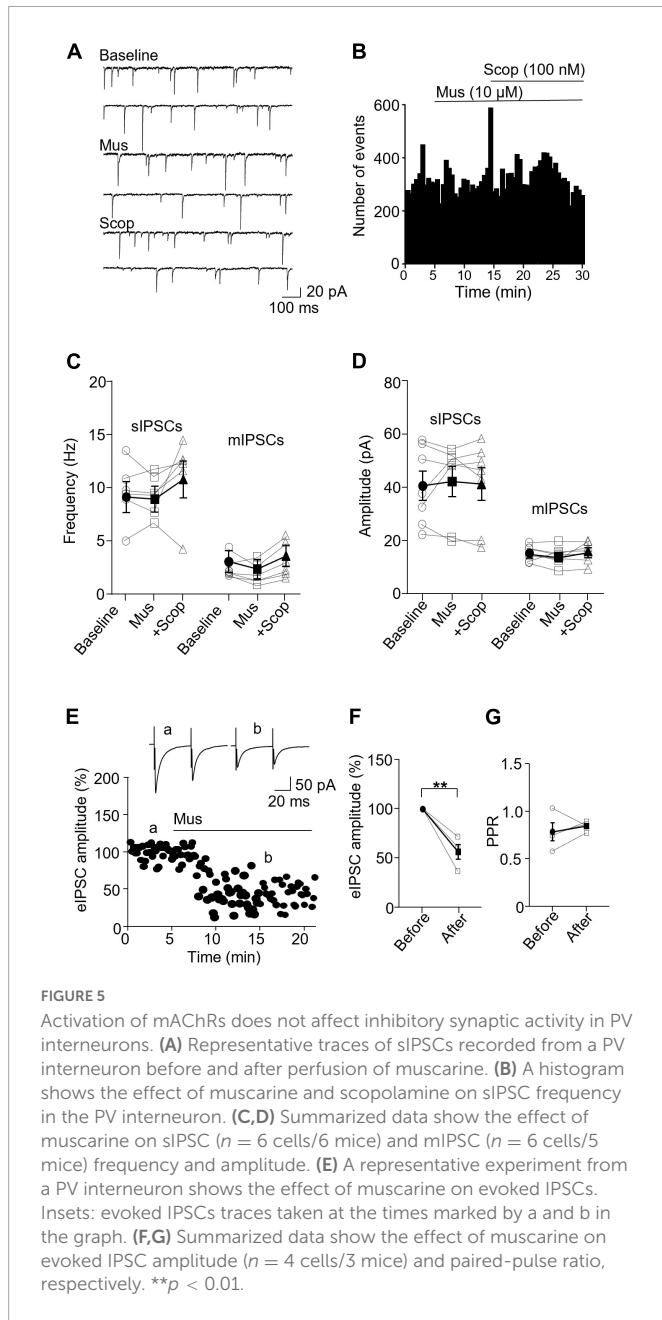 A
Baseline
Mus
Scop
20 pA
100 ms
B
Scop (100 nM)
Mus (10 µM)
Number of events
600
400
200
0
0 5 10 15 20 25 30
Time (min)
C
Frequency (Hz)
20
15
10
5
0
sIPSCs
mIPSCs
Baseline
Mus
+Scop
Baseline
Mus
+Scop
D
Amplitude (pA)
80
60
40
20
0
sIPSCs
mIPSCs
Baseline
Mus
+Scop
Baseline
Mus
+Scop
E
a
b
50 pA
20 ms
eIPSC amplitude (%)
200
150
100
50
0
Mus
a
b
0 5 10 15 20
Time (min)
F
eIPSC amplitude (%)
150
100
50
0
**
Before
After
G
PPR
1.5
1.0
0.5
0
Before
After
FIGURE 5
Activation of mAChRs does not affect inhibitory synaptic activity in PV
interneurons. (A) Representative traces of sIPSCs recorded from a PV
interneuron before and after perfusion of muscarine. (B) A histogram
shows the effect of muscarine and scopolamine on sIPSC frequency
in the PV interneuron. (C,D) Summarized data show the effect of
muscarine on sIPSC (n = 6 cells/6 mice) and mIPSC (n = 6 cells/5
mice) frequency and amplitude. (E) A representative experiment from
a PV interneuron shows the effect of muscarine on evoked IPSCs.
Insets: evoked IPSCs traces taken at the times marked by a and b in
the graph. (F,G) Summarized data show the effect of muscarine on
evoked IPSC amplitude (n = 4 cells/3 mice) and paired-pulse ratio,
respectively. **p < 0.01.